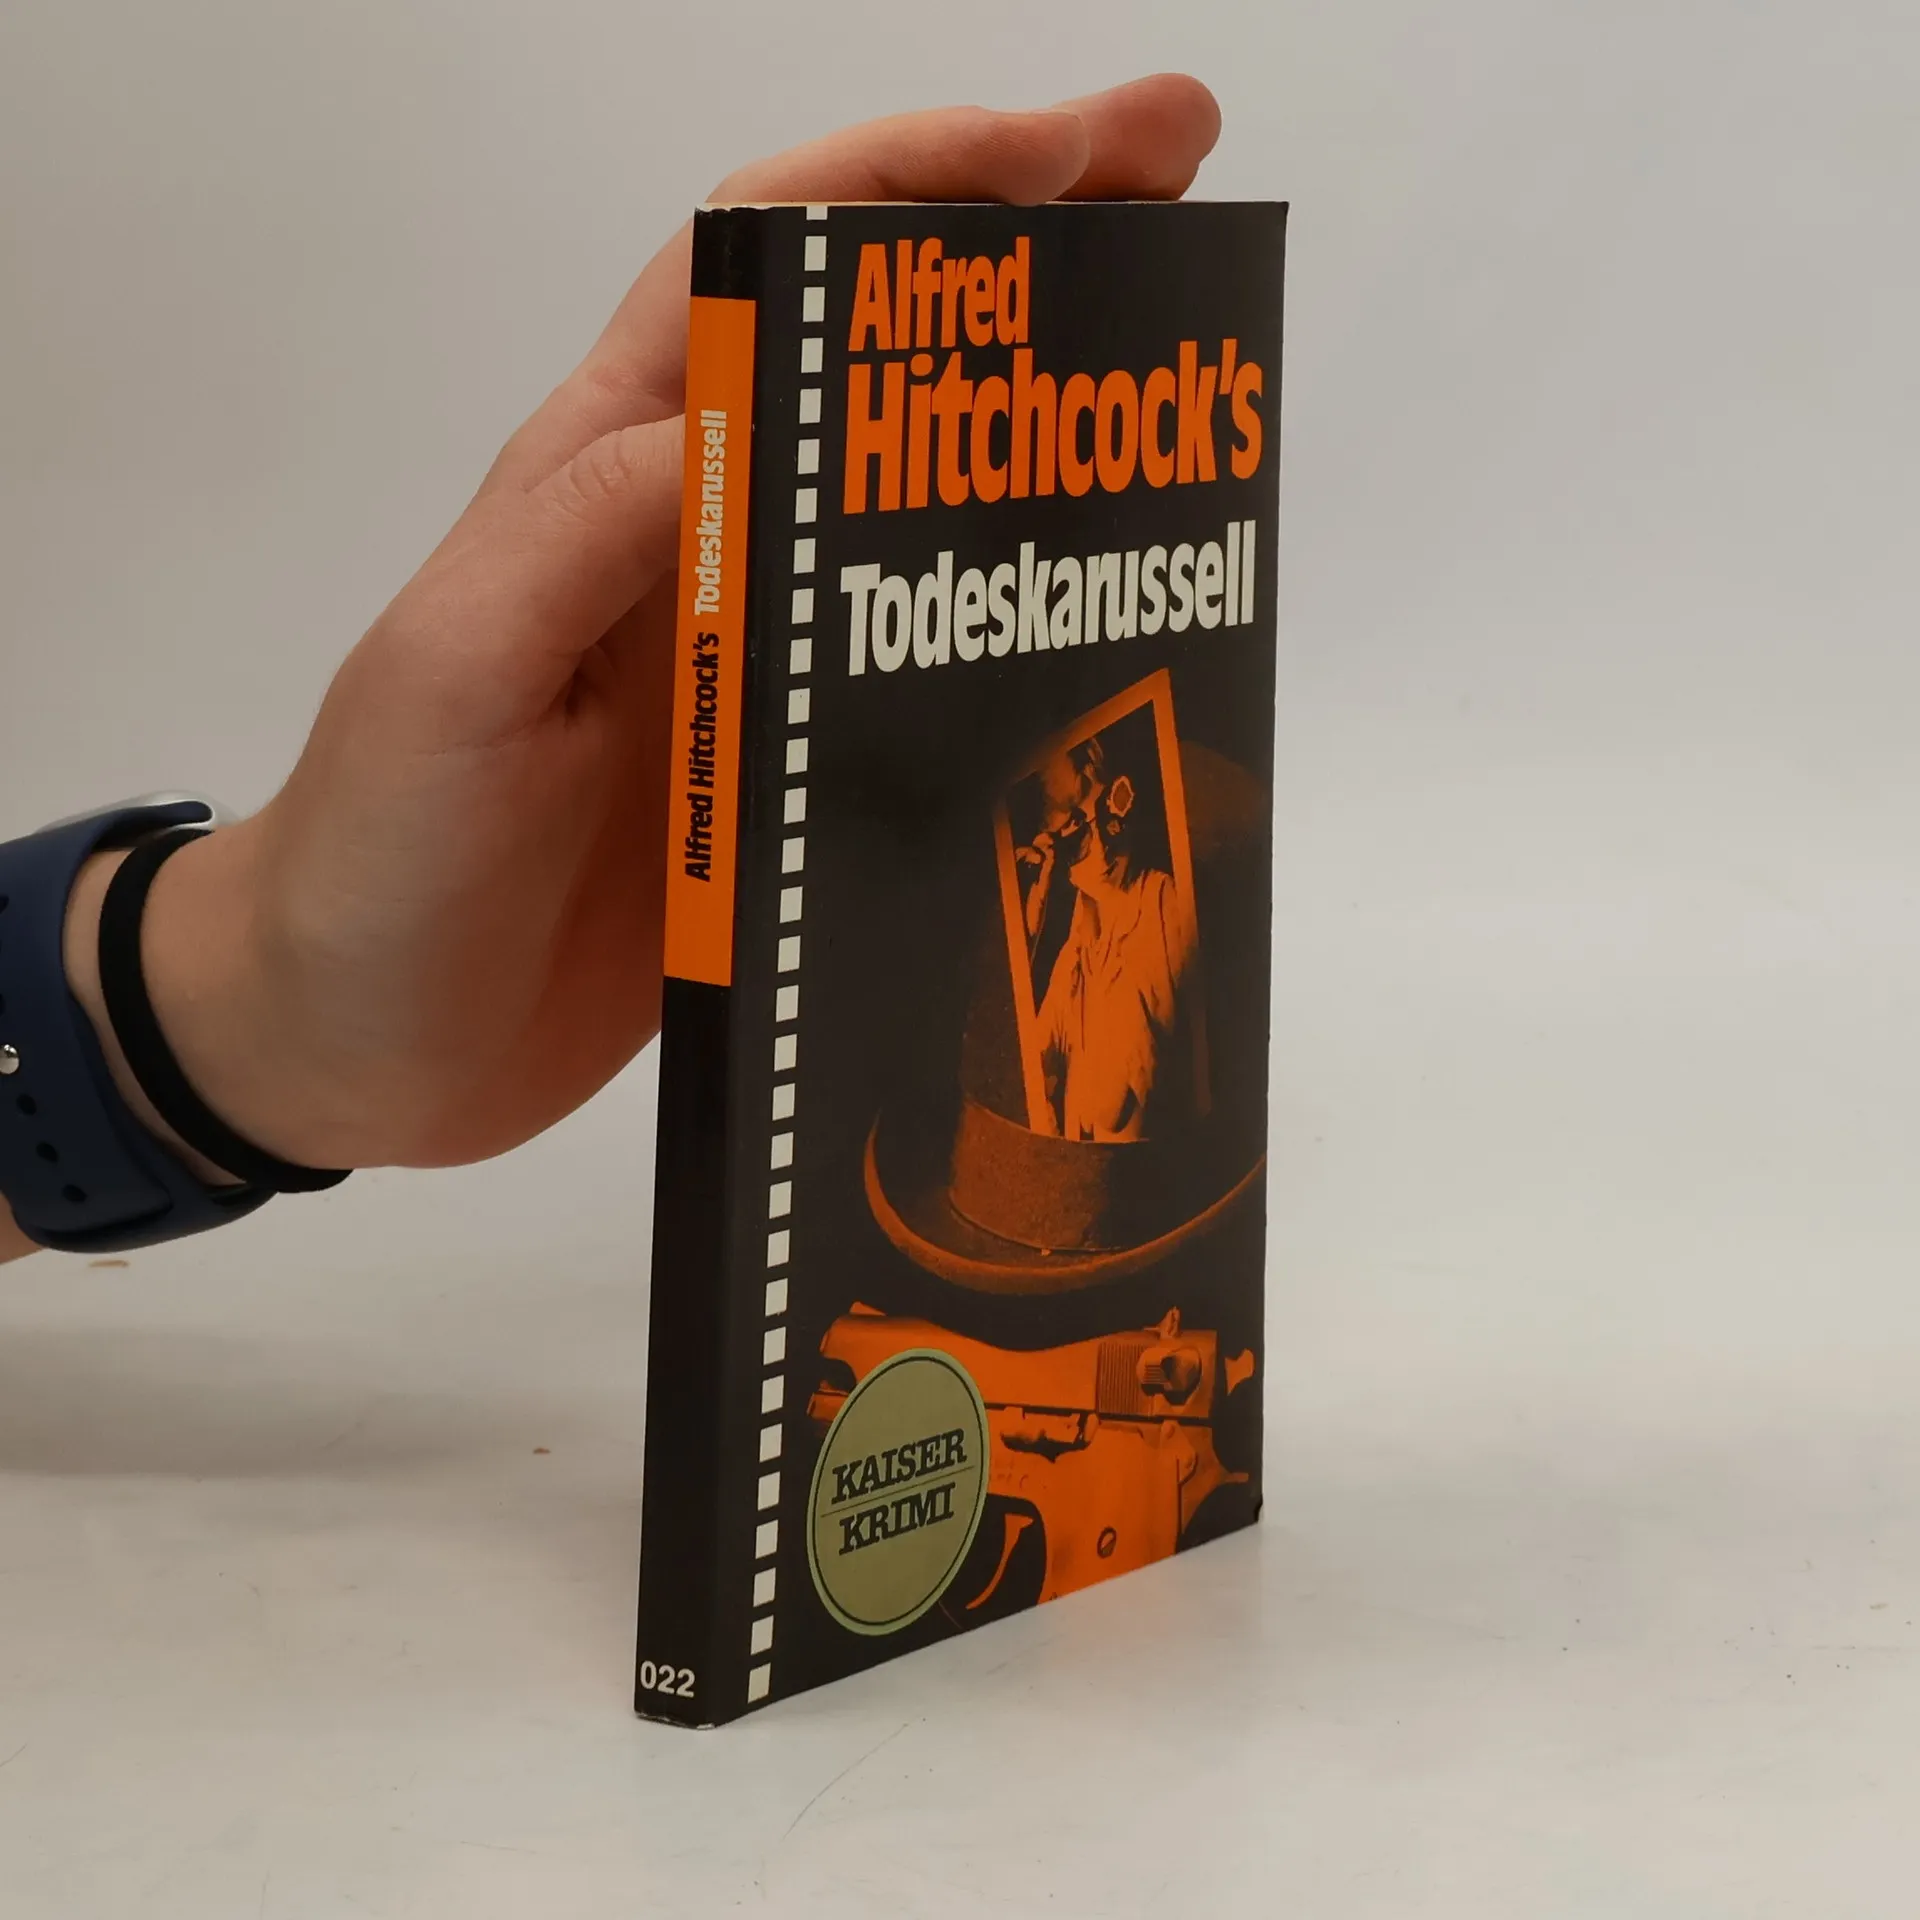 Alfred
Hitchcock's
Todeskarussell
KAISER
KRIMI
Alfred Hitchcock's Todeskarussell
022